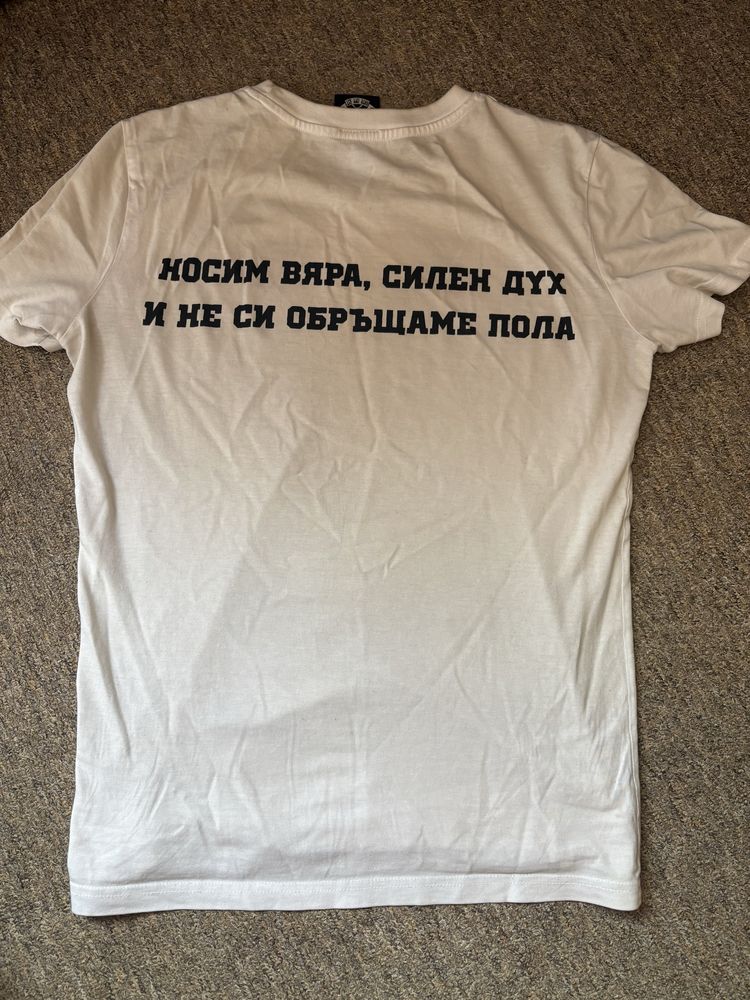 НОСИМ ВЯРА, СИЛЕН ДУХ
И НЕ СИ ОБРЪЩАМЕ ПОЛА